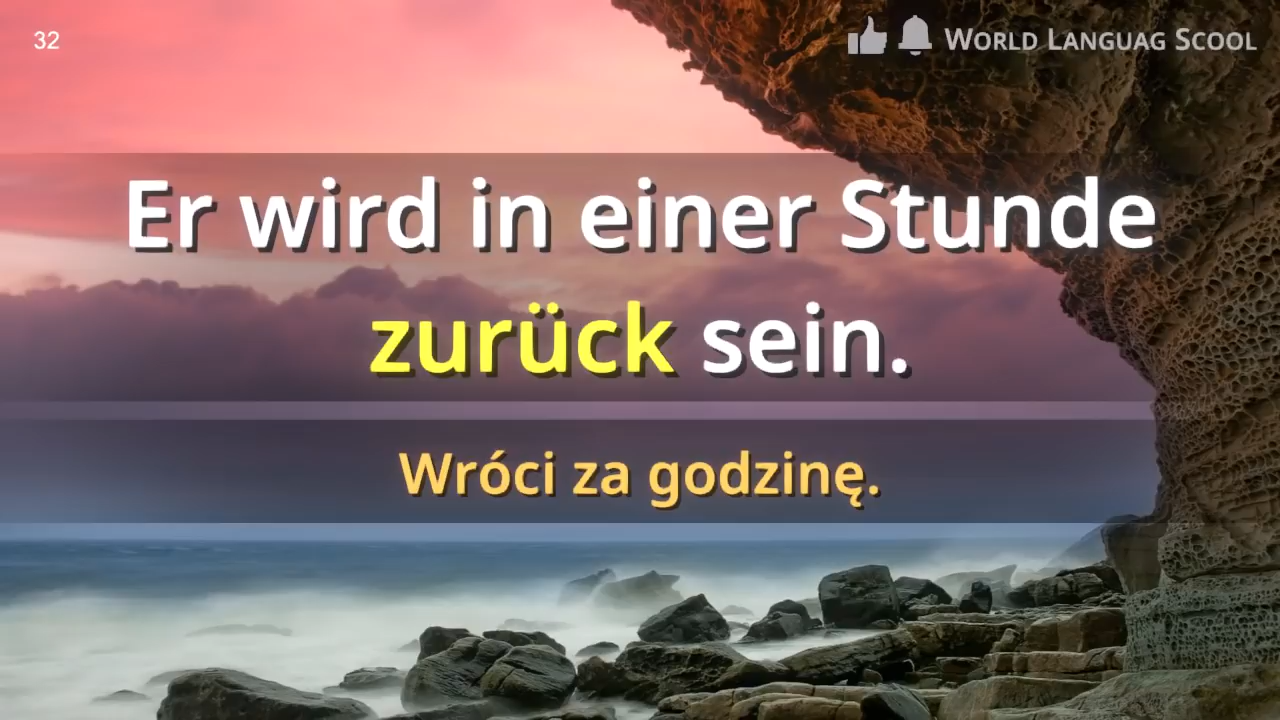 32
World Languag Scool
Er wird in einer Stunde
zurück sein.
Wróci za godzinę.